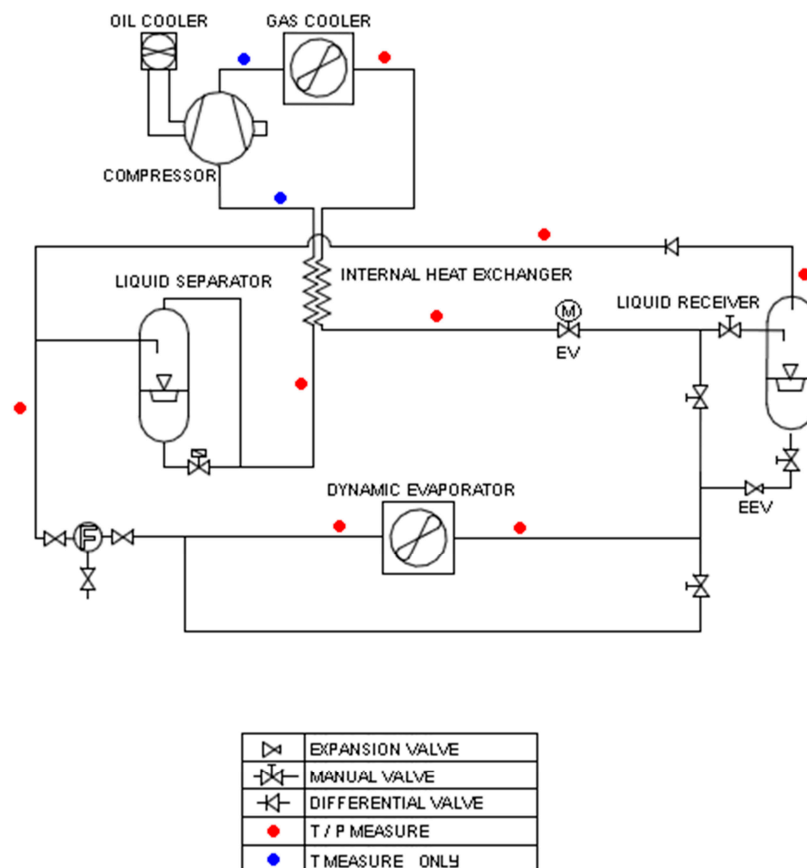 OIL COOLER
GAS COOLER
COMPRESSOR
LIQUID SEPARATOR
INTERNAL HEAT EXCHANGER
LIQUID RECEIVER
M
EV
DYNAMIC EVAPORATOR
EEV
F
EXPANSION VALVE
MANUAL VALVE
DIFFERENTIAL VALVE
T / P MEASURE
T MEASURE ONLY